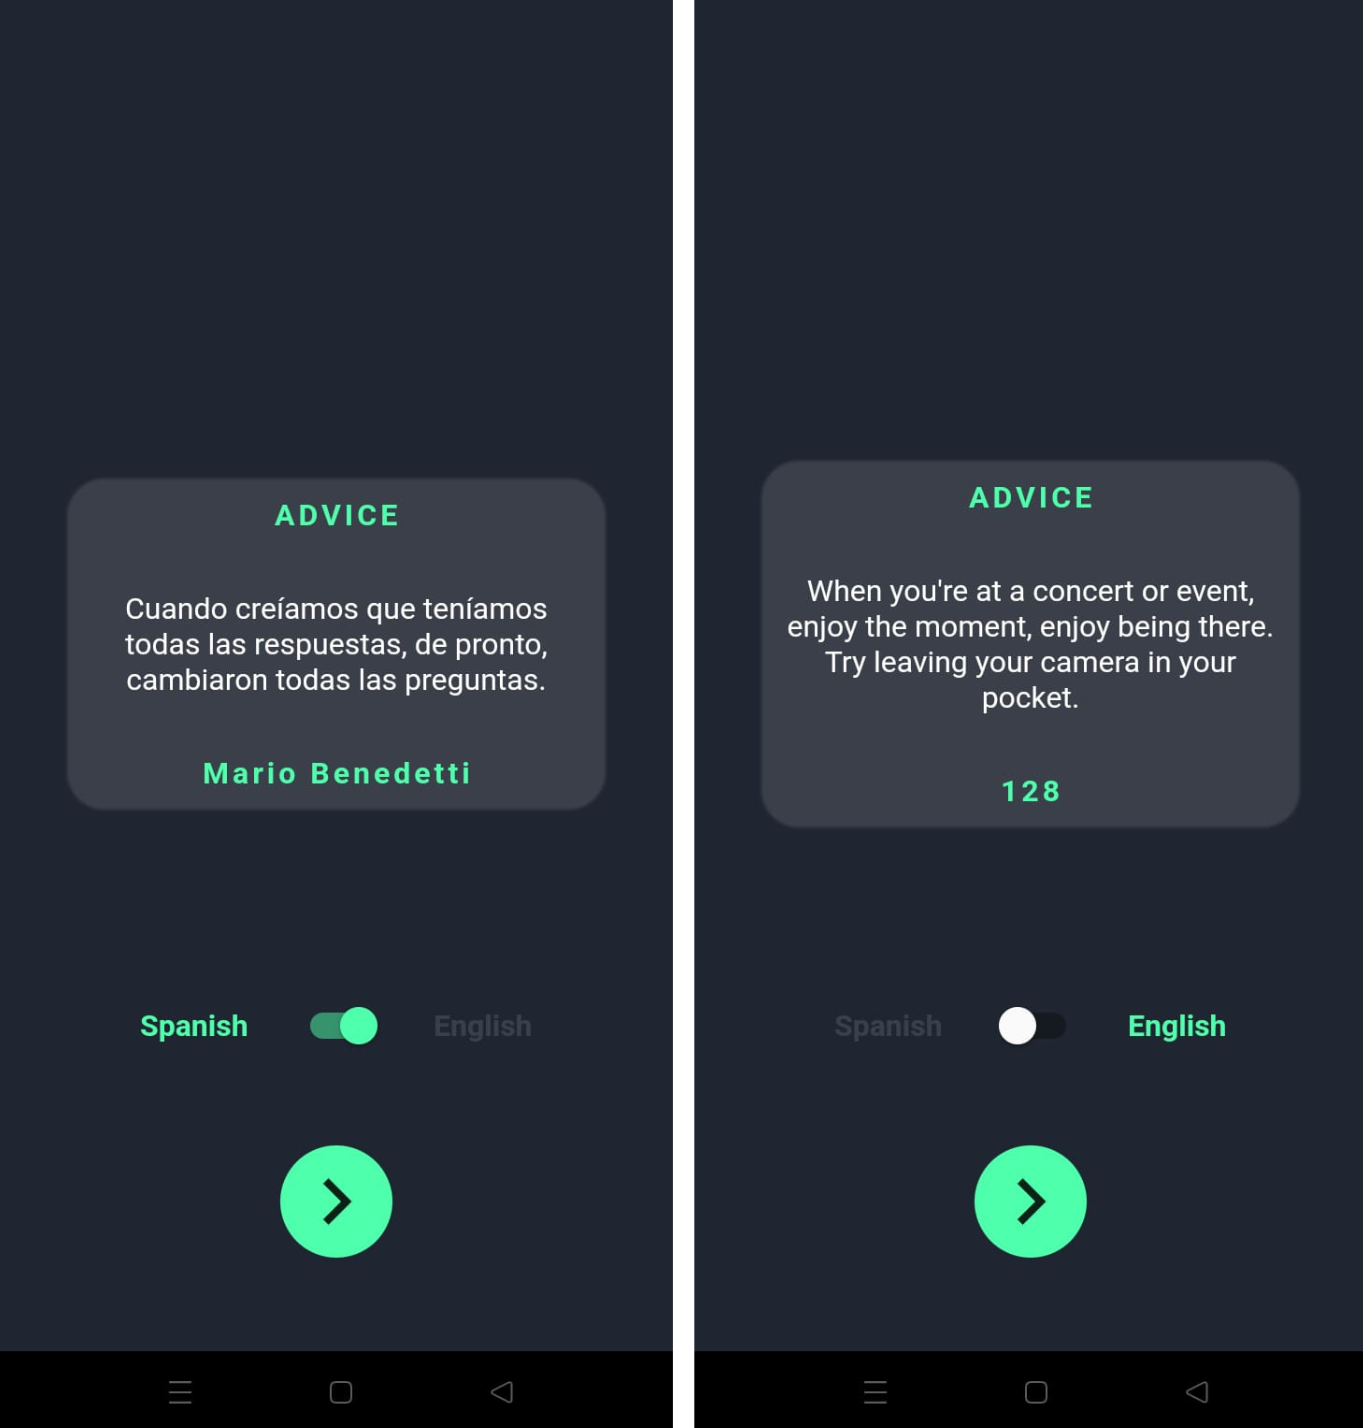 ADVICE
Cuando creíamos que teníamos
todas las respuestas, de pronto,
cambiaron todas las preguntas.
Mario Benedetti
Spanish
English
ADVICE
When you're at a concert or event,
enjoy the moment, enjoy being there.
Try leaving your camera in your
pocket.
128
Spanish
English